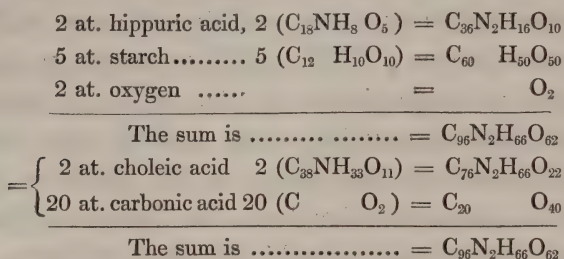 2 at. hippuric acid, 2 (C₁₈NH₈ O₅ ) = C₃₆N₂H₁₆O₁₀
5 at. starch......... 5 (C₁₂ H₁₀O₁₀) = C₆₀ H₅₀O₅₀
2 at. oxygen ...... = O₂
The sum is ......... ......... = C₉₆N₂H₆₆O₆₂
= { 2 at. choleic acid 2 (C₃₈NH₃₃O₁₁) = C₇₆N₂H₆₆O₂₂
20 at. carbonic acid 20 (C O₂ ) = C₂₀ O₄₀
The sum is .................. = C₉₆N₂H₆₆O₆₂